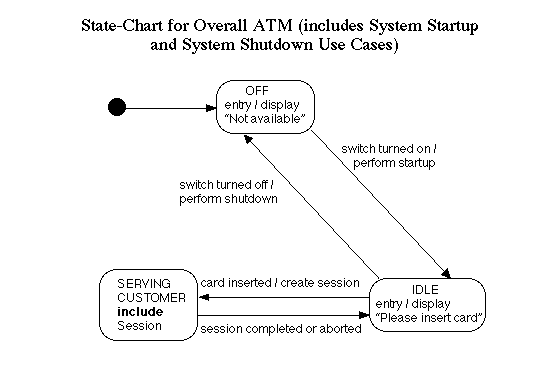 State-Chart for Overall ATM (includes System Startup
and System Shutdown Use Cases)
OFF
entry / display
"Not available"
switch turned on /
perform startup
switch turned off /
perform shutdown
SERVING
CUSTOMER
include
Session
card inserted / create session
session completed or aborted
IDLE
entry / display
"Please insert card"